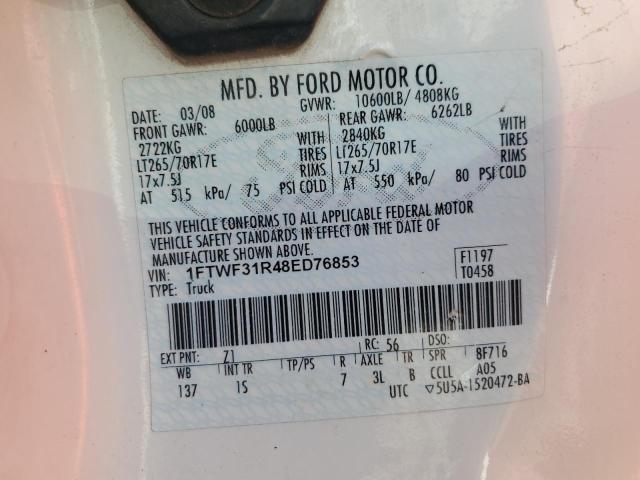 MFD. BY FORD MOTOR CO.
DATE: 03/08 GVWR: 10600LB/ 4808KG
FRONT GAWR: 6000LB REAR GAWR: 6262LB
2722KG WITH 2840KG WITH
LT265/70R17E TIRES LT265/70R17E TIRES
17x7.5J RIMS 17x7.5J RIMS
AT 515 kPa/ 75 PSI COLD AT 550 kPa/ 80 PSI COLD
THIS VEHICLE CONFORMS TO ALL APPLICABLE FEDERAL MOTOR
VEHICLE SAFETY STANDARDS IN EFFECT ON THE DATE OF
MANUFACTURE SHOWN ABOVE.
VIN: 1FTWF31R48ED76853 F1197
TYPE: Truck T0458
EXT PNT: Z1 RC: 56 DSO:
WB INT TR TP/PS R AXLE TR SPR 8F716
137 1S 7 3L B CCLL A05
UTC ▽5U5A-1520472-BA